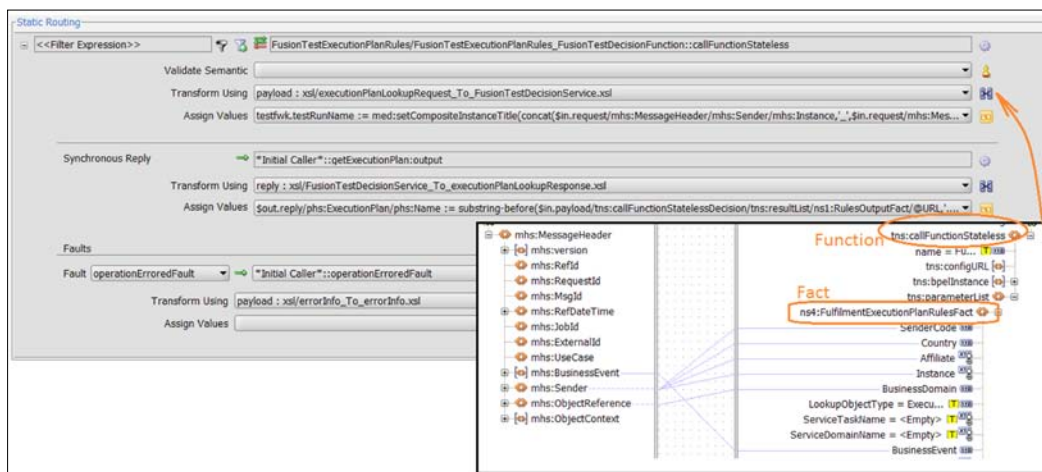 Static Routing
<<Filter Expression>> FusionTestExecutionPlanRules/FusionTestExecutionPlanRules_FusionTestDecisionFunction::callFunctionStateless
Validate Semantic
Transform Using payload : xsl/executionPlanLookupRequest_To_FusionTestDecisionService.xsl
Assign Values testfwk.testRunName := med:setCompositeInstanceTitle(concat($in.request/mhs:MessageHeader/mhs:Sender/mhs:Instance,'_',$in.request/mhs:Mes...
Synchronous Reply "Initial Caller"::getExecutionPlan:output
Transform Using reply : xsl/FusionTestDecisionService_To_executionPlanLookupResponse.xsl
Assign Values $out.reply/phs:ExecutionPlan/phs:Name := substring-before($in.payload/tns:callFunctionStatelessDecision/tns:resultList/ns1:RulesOutputFact/@URL,'....
Faults
Fault operationErroredFault "Initial Caller"::operationErroredFault
Transform Using payload : xsl/errorInfo_To_errorInfo.xsl
Assign Values
mhs:MessageHeader
mhs:version
mhs:RefId
mhs:RequestId
mhs:MsgId
mhs:RefDateTime
mhs:JobId
mhs:ExternalId
mhs:UseCase
mhs:BusinessEvent
mhs:Sender
mhs:ObjectReference
mhs:ObjectContext
Function
tns:callFunctionStateless
name = Fu...
tns:configURL
tns:bpelInstance
tns:parameterList
Fact
ns4:FulfilmentExecutionPlanRulesFact
SenderCode
Country
Affiliate
Instance
BusinessDomain
LookupObjectType = Execu...
ServiceTaskName = <Empty>
ServiceDomainName = <Empty>
BusinessEvent